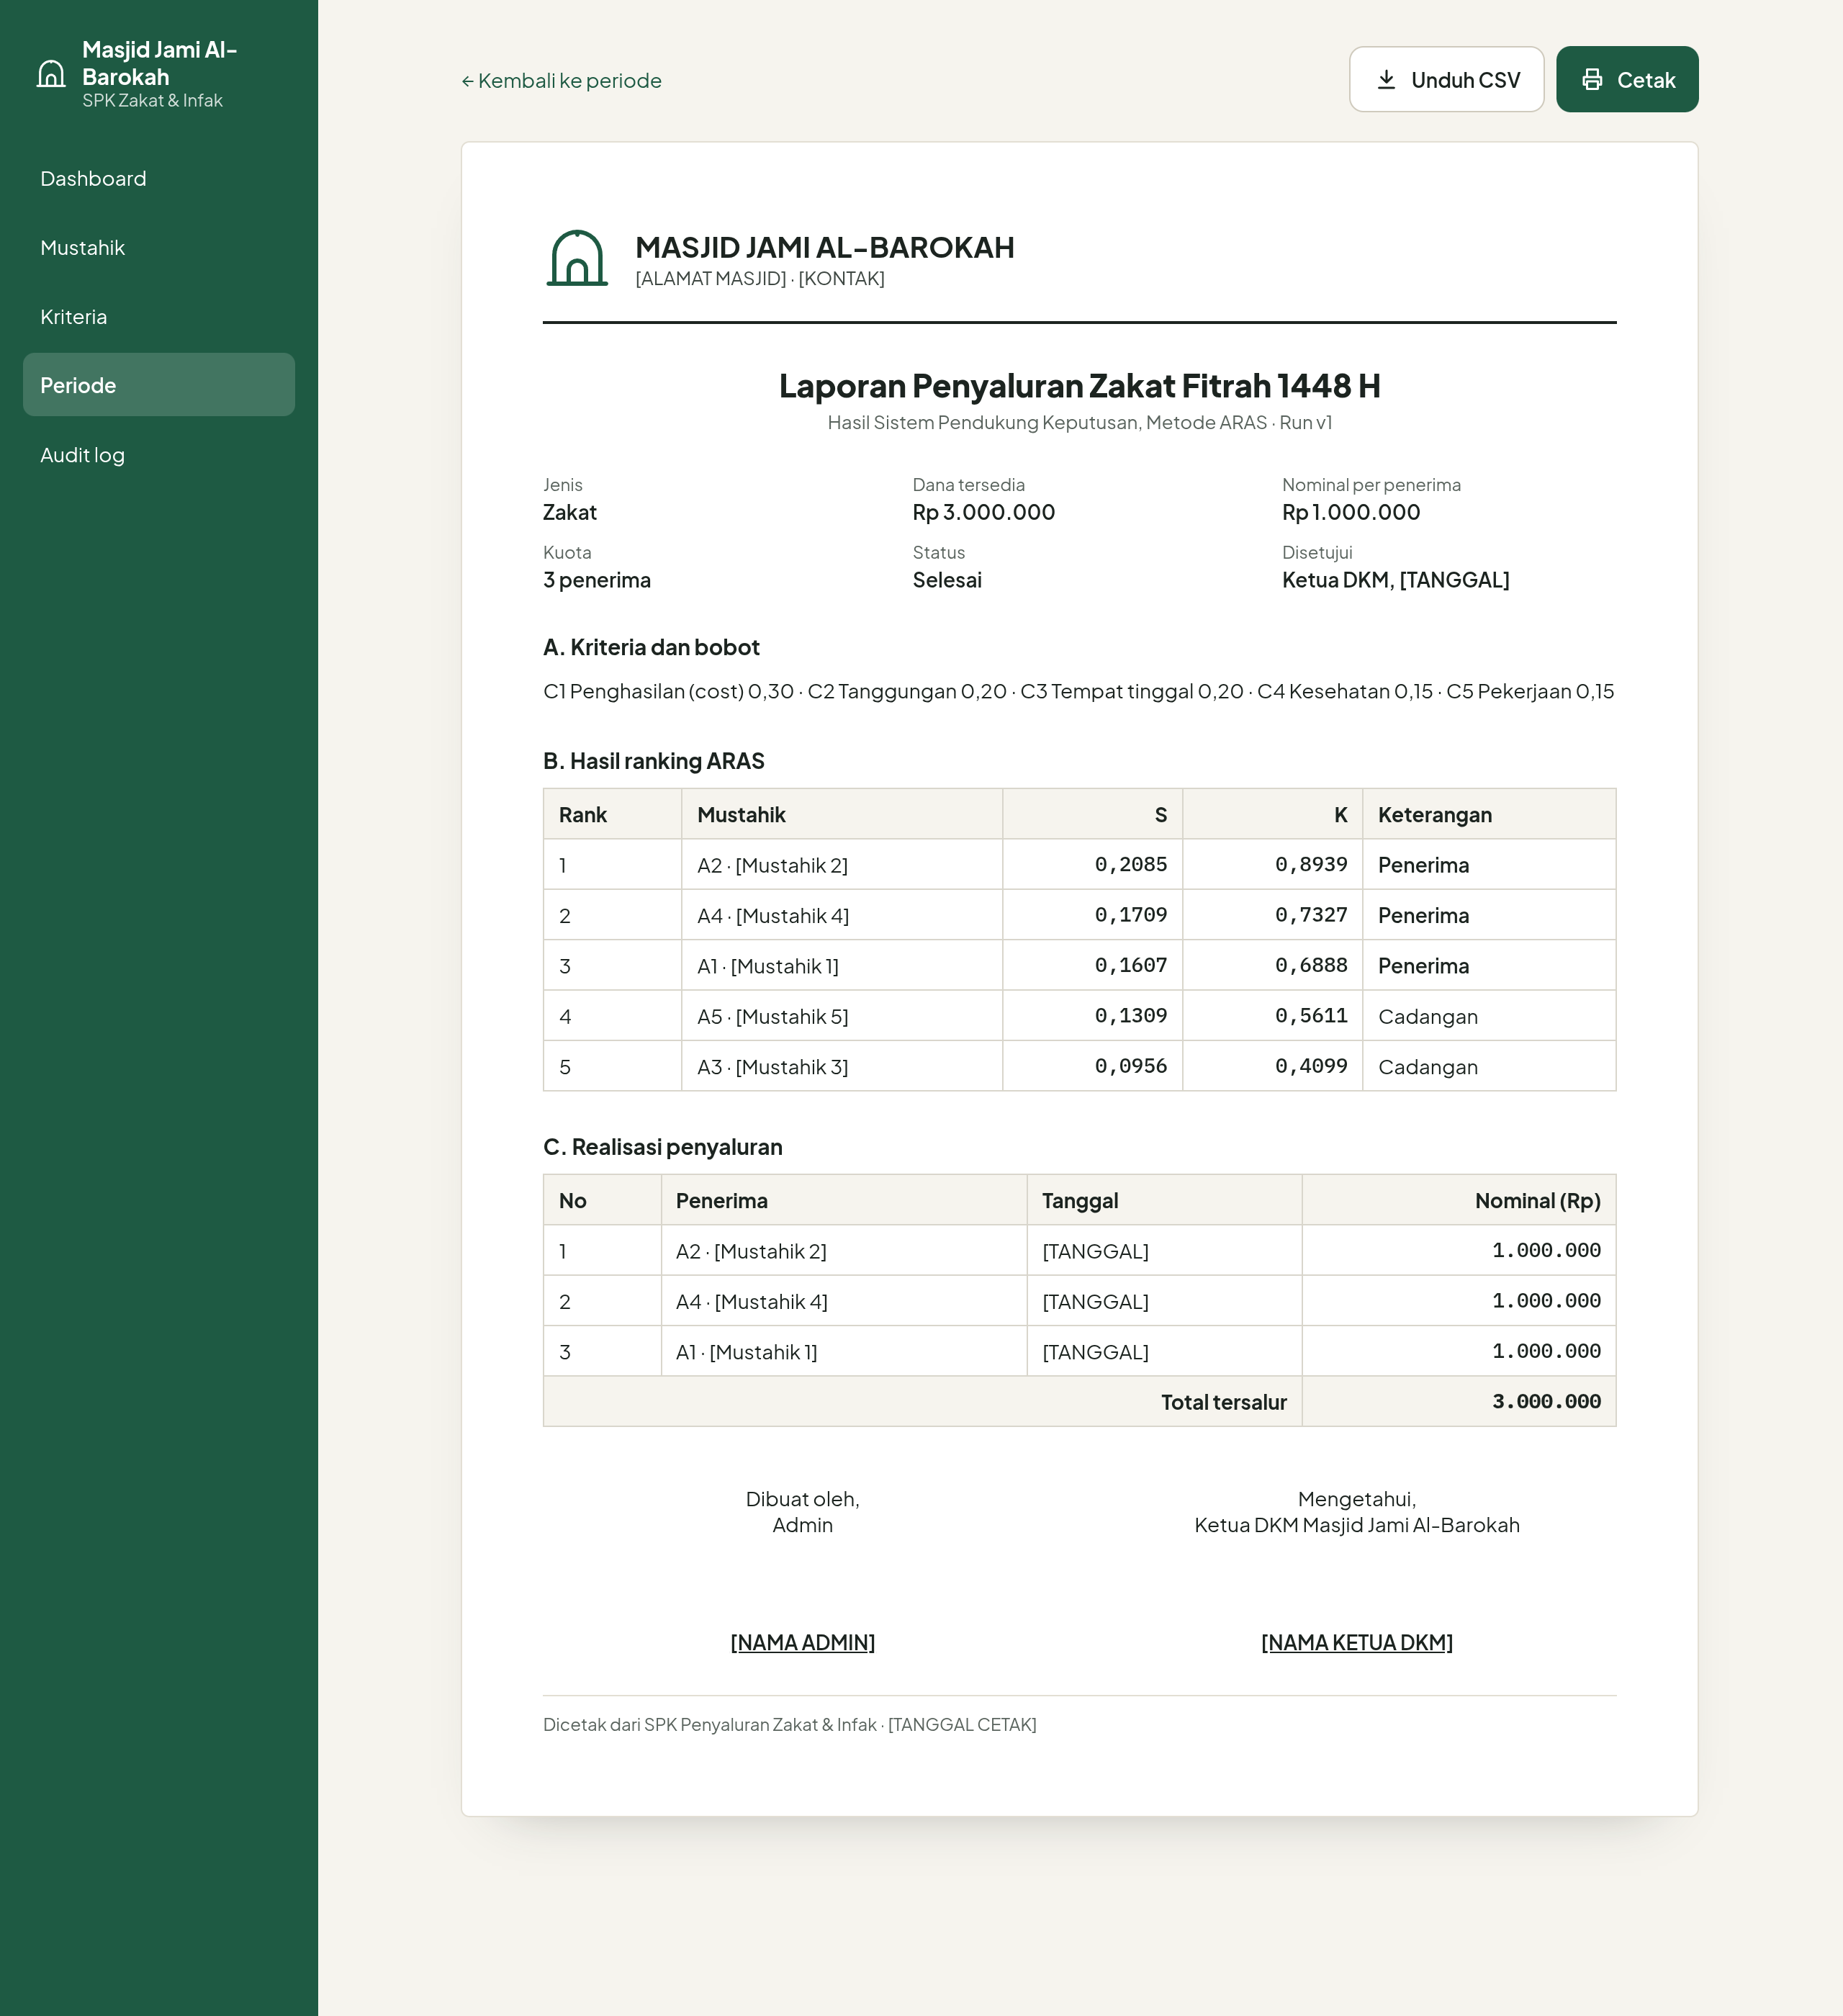 Masjid Jami Al-
Barokah
SPK Zakat & Infak
Dashboard
Mustahik
Kriteria
Periode
Audit log
← Kembali ke periode
Unduh CSV
Cetak
MASJID JAMI AL-BAROKAH
[ALAMAT MASJID] · [KONTAK]
Laporan Penyaluran Zakat Fitrah 1448 H
Hasil Sistem Pendukung Keputusan, Metode ARAS · Run v1
Jenis Dana tersedia Nominal per penerima
Zakat Rp 3.000.000 Rp 1.000.000
Kuota Status Disetujui
3 penerima Selesai Ketua DKM, [TANGGAL]
A. Kriteria dan bobot
C1 Penghasilan (cost) 0,30 · C2 Tanggungan 0,20 · C3 Tempat tinggal 0,20 · C4 Kesehatan 0,15 · C5 Pekerjaan 0,15
B. Hasil ranking ARAS
Rank Mustahik S K Keterangan
1 A2 · [Mustahik 2] 0,2085 0,8939 Penerima
2 A4 · [Mustahik 4] 0,1709 0,7327 Penerima
3 A1 · [Mustahik 1] 0,1607 0,6888 Penerima
4 A5 · [Mustahik 5] 0,1309 0,5611 Cadangan
5 A3 · [Mustahik 3] 0,0956 0,4099 Cadangan
C. Realisasi penyaluran
No Penerima Tanggal Nominal (Rp)
1 A2 · [Mustahik 2] [TANGGAL] 1.000.000
2 A4 · [Mustahik 4] [TANGGAL] 1.000.000
3 A1 · [Mustahik 1] [TANGGAL] 1.000.000
Total tersalur 3.000.000
Dibuat oleh, Mengetahui,
Admin Ketua DKM Masjid Jami Al-Barokah
[NAMA ADMIN] [NAMA KETUA DKM]
Dicetak dari SPK Penyaluran Zakat & Infak · [TANGGAL CETAK]